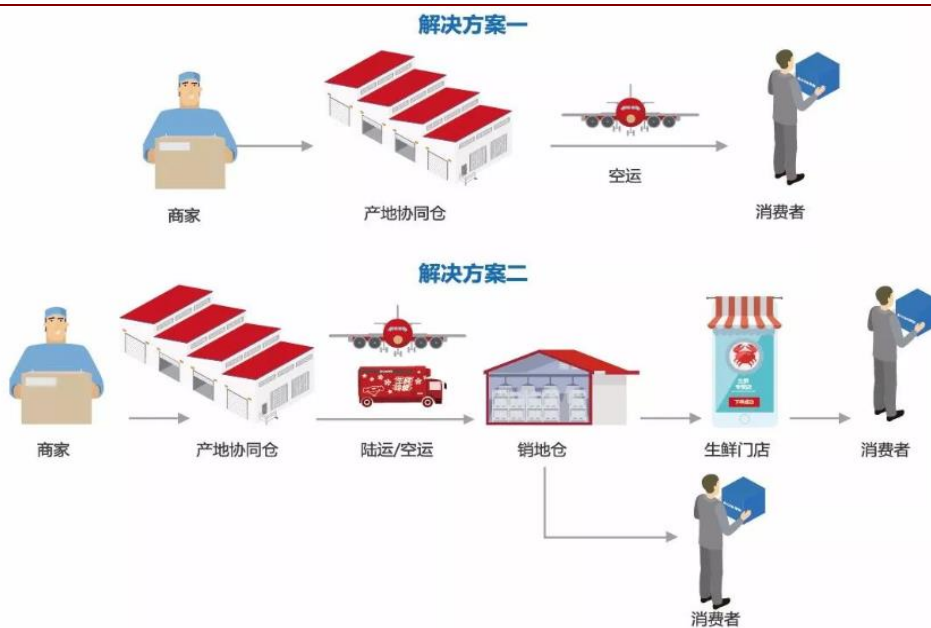 解决方案一
空运
商家
产地协同仓
消费者
解决方案二
商家
产地协同仓
陆运/空运
销地仓
生鲜门店
消费者
消费者